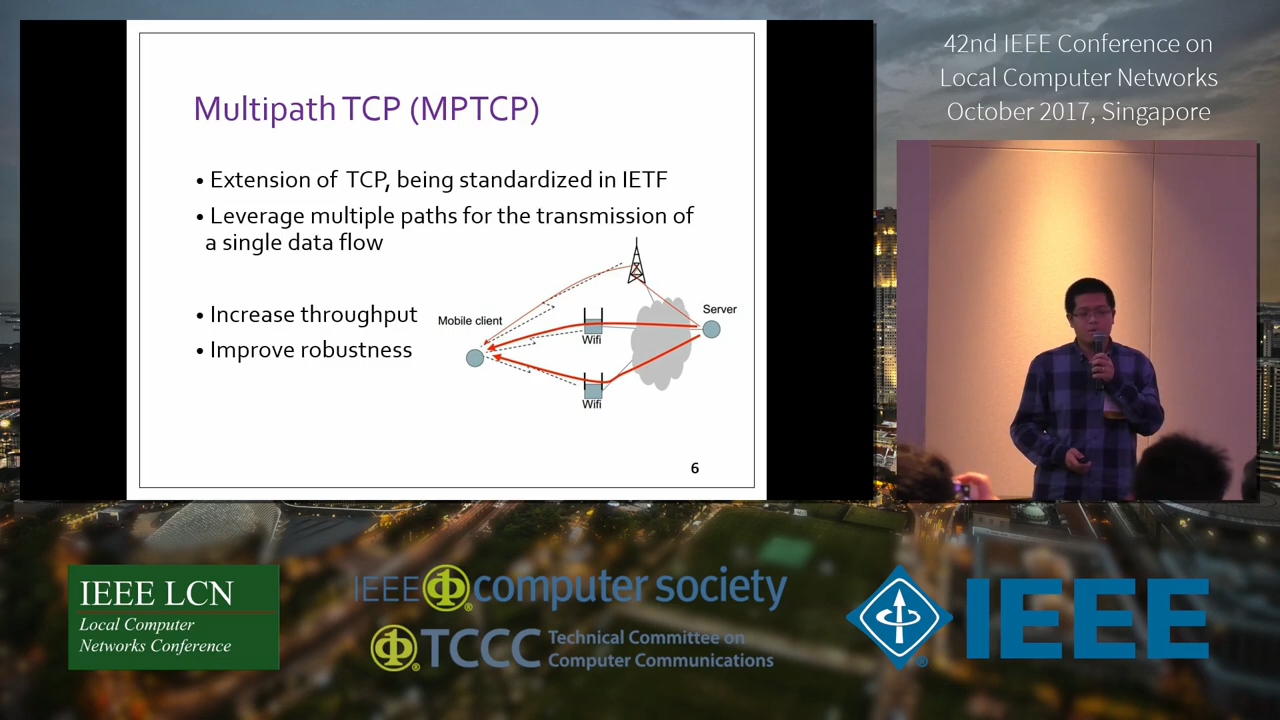 Multipath TCP (MPTCP)
• Extension of TCP, being standardized in IETF
• Leverage multiple paths for the transmission of
a single data flow
• Increase throughput
• Improve robustness
Mobile client
Wifi
Wifi
Server
6
42nd IEEE Conference on
Local Computer Networks
October 2017, Singapore
IEEE LCN
Local Computer
Networks Conference
IEEE computer society
TCCC Technical Committee on
Computer Communications
IEEE